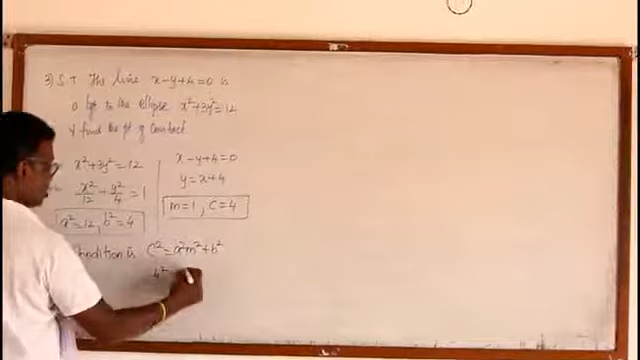 3) S.T the line x-y+4=0 is
a tgt to the ellipse x²+3y²=12
& find the pt of contact
x²+3y²=12
x²/12 + y²/4 = 1
a²=12, b²=4
x-y+4=0
y=x+4
m=1, c=4
condition is c²=a²m²+b²
4²